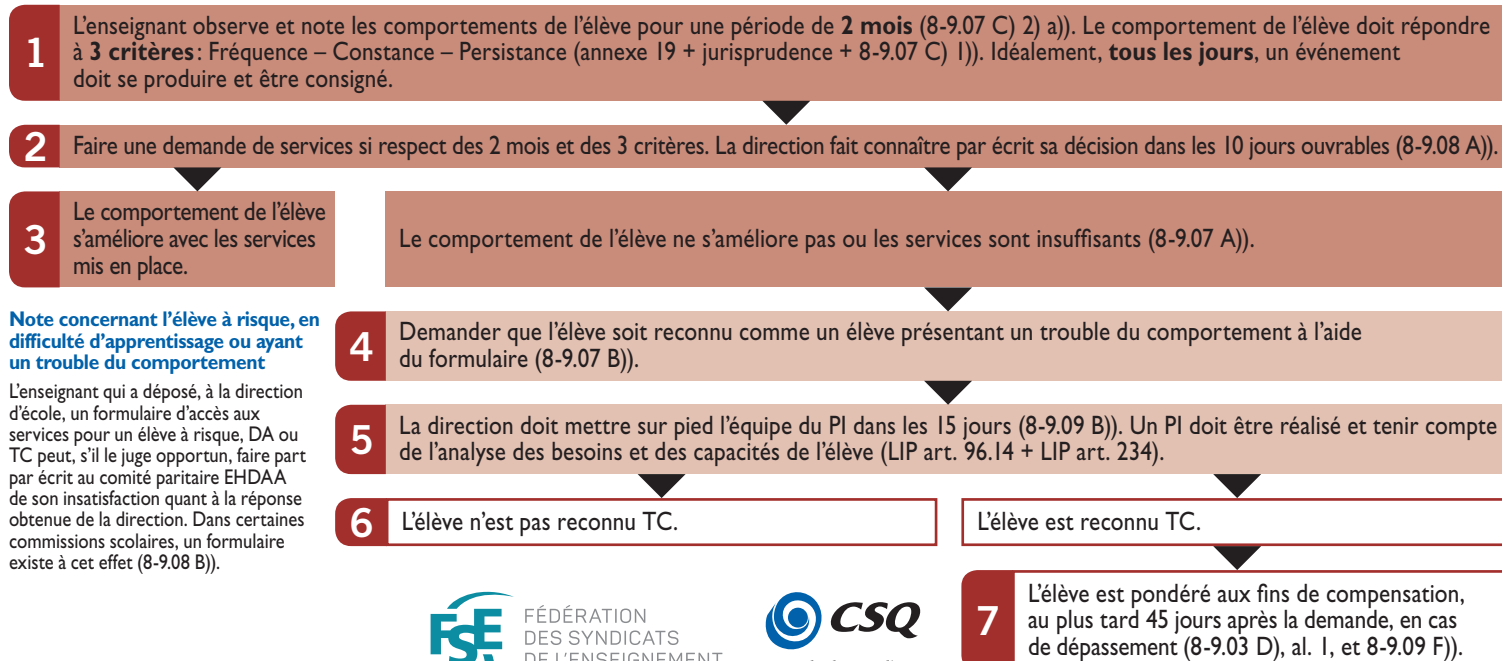 1
L’enseignant observe et note les comportements de l’élève pour une période de 2 mois (8-9.07 C) 2) a)). Le comportement de l’élève doit répondre
à 3 critères : Fréquence – Constance – Persistance (annexe 19 + jurisprudence + 8-9.07 C) 1)). Idéalement, tous les jours, un événement
doit se produire et être consigné.
2
Faire une demande de services si respect des 2 mois et des 3 critères. La direction fait connaître par écrit sa décision dans les 10 jours ouvrables (8-9.08 A)).
3
Le comportement de l’élève
s’améliore avec les services
mis en place.
Le comportement de l’élève ne s’améliore pas ou les services sont insuffisants (8-9.07 A)).
Note concernant l’élève à risque, en
difficulté d’apprentissage ou ayant
un trouble du comportement
L’enseignant qui a déposé, à la direction
d’école, un formulaire d’accès aux
services pour un élève à risque, DA ou
TC peut, s’il le juge opportun, faire part
par écrit au comité paritaire EHDAA
de son insatisfaction quant à la réponse
obtenue de la direction. Dans certaines
commissions scolaires, un formulaire
existe à cet effet (8-9.08 B)).
4
Demander que l’élève soit reconnu comme un élève présentant un trouble du comportement à l’aide
du formulaire (8-9.07 B)).
5
La direction doit mettre sur pied l’équipe du PI dans les 15 jours (8-9.09 B)). Un PI doit être réalisé et tenir compte
de l’analyse des besoins et des capacités de l’élève (LIP art. 96.14 + LIP art. 234).
6
L’élève n’est pas reconnu TC.
L’élève est reconnu TC.
7
L’élève est pondéré aux fins de compensation,
au plus tard 45 jours après la demande, en cas
de dépassement (8-9.03 D), al. 1, et 8-9.09 F)).
FSE
FÉDÉRATION
DES SYNDICATS
DE L’ENSEIGNEMENT
CSQ